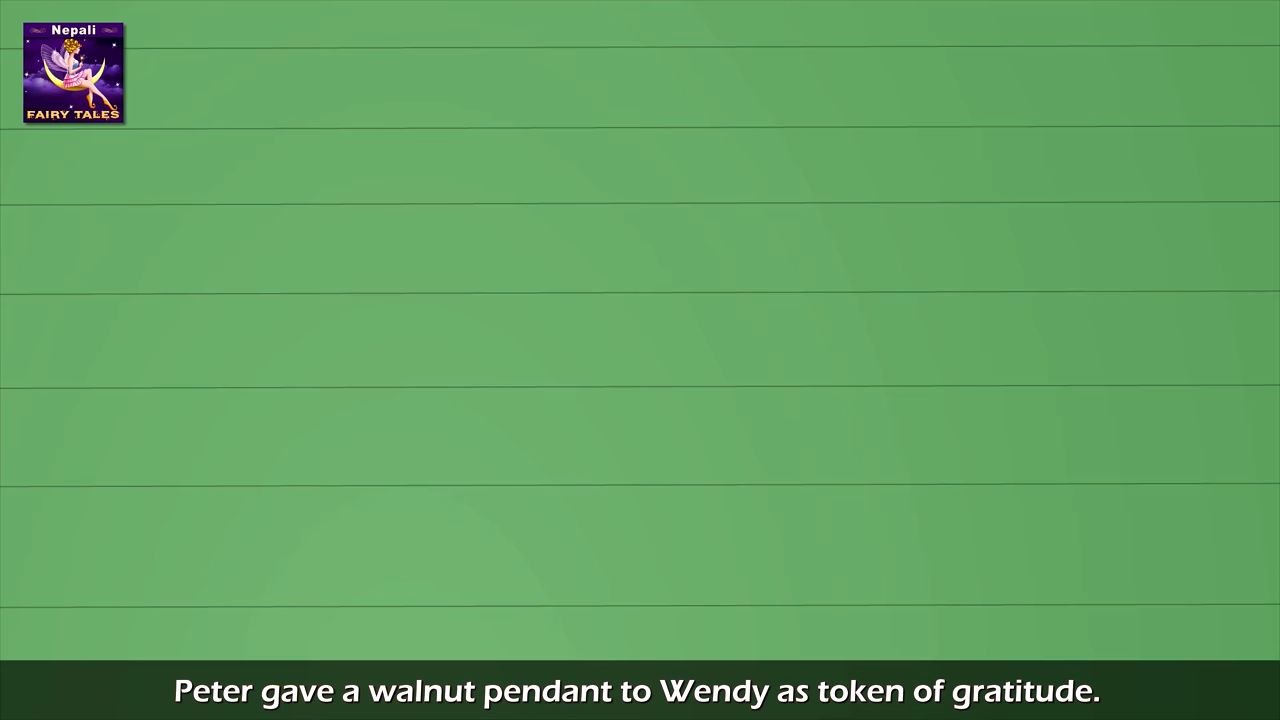 Nepali
FAIRY TALES
Peter gave a walnut pendant to Wendy as token of gratitude.